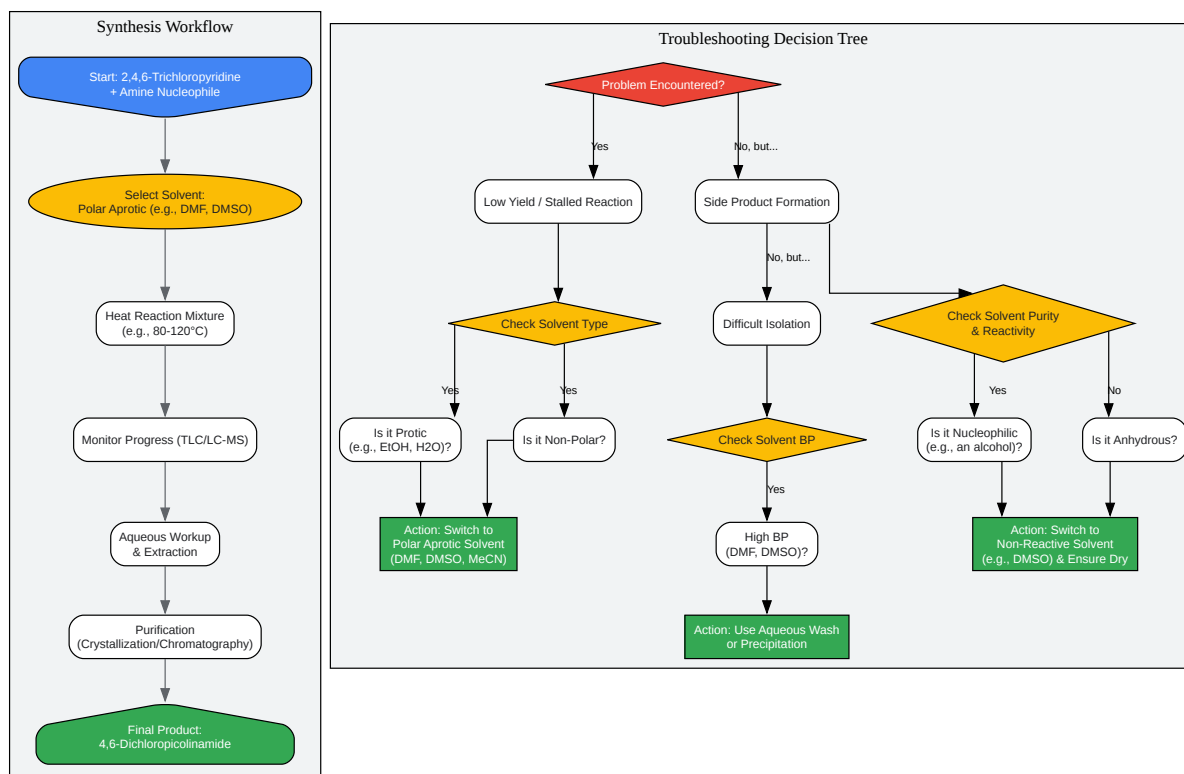 Synthesis Workflow
Start: 2,4,6-Trichloropyridine
+ Amine Nucleophile
Select Solvent:
Polar Aprotic (e.g., DMF, DMSO)
Heat Reaction Mixture
(e.g., 80-120°C)
Monitor Progress (TLC/LC-MS)
Aqueous Workup
& Extraction
Purification
(Crystallization/Chromatography)
Final Product:
4,6-Dichloropicolinamide
Troubleshooting Decision Tree
Problem Encountered?
Yes
No, but...
Low Yield / Stalled Reaction
Side Product Formation
No, but...
Check Solvent Type
Difficult Isolation
Check Solvent Purity
& Reactivity
Yes
Yes
Yes
No
Is it Protic
(e.g., EtOH, H2O)?
Is it Non-Polar?
Check Solvent BP
Is it Nucleophilic
(e.g., an alcohol)?
Is it Anhydrous?
Yes
Action: Switch to
Polar Aprotic Solvent
(DMF, DMSO, MeCN)
High BP
(DMF, DMSO)?
Action: Switch to
Non-Reactive Solvent
(e.g., DMSO) & Ensure Dry
Action: Use Aqueous Wash
or Precipitation